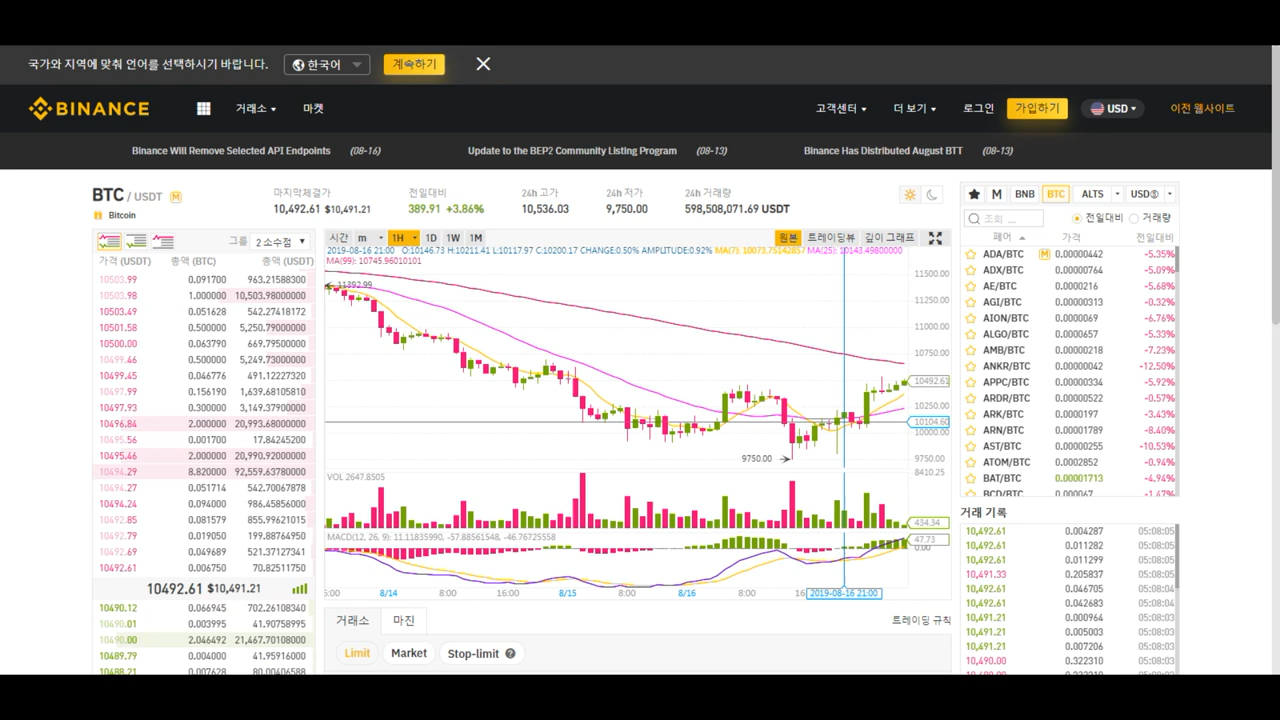 국가와 지역에 맞춰 언어를 선택하시기 바랍니다. 한국어 계속하기
BINANCE 거래소 마켓 고객센터 더 보기 로그인 가입하기 USD 이전 웹사이트
Binance Will Remove Selected API Endpoints (08-16) Update to the BEP2 Community Listing Program (08-13) Binance Has Distributed August BTT (08-13)
BTC / USDT M
Bitcoin
마지막체결가 전일대비 24h 고가 24h 저가 24h 거래량
10,492.61 $10,491.21 389.91 +3.86% 10,536.03 9,750.00 598,508,071.69 USDT
그룹 2 소수점
가격 (USDT) 총액 (BTC) 총액 (USDT)
10503.99 0.091700 963.21588300
10503.98 1.000000 10,503.98000000
10503.49 0.051628 542.27418172
10501.58 0.500000 5,250.79000000
10500.00 0.063790 669.79500000
10499.46 0.500000 5,249.73000000
10499.45 0.046776 491.12227320
10497.99 0.156190 1,639.68105810
10497.93 0.300000 3,149.37900000
10496.84 2.000000 20,993.68000000
10495.56 0.001700 17.84245200
10495.46 2.000000 20,990.92000000
10494.29 8.820000 92,559.63780000
10494.27 0.051714 542.70067878
10494.24 0.094000 986.45856000
10492.85 0.081579 855.99621015
10492.79 0.019050 199.88764950
10492.69 0.049689 521.37127341
10492.61 0.006750 70.82511750
10492.61 $10,491.21
10490.12 0.066945 702.26108340
10490.01 0.003995 41.90758995
10490.00 2.046492 21,467.70108000
10489.79 0.004000 41.95916000
10488.21 0.007628 80.00406588
시간 m 1H 1D 1W 1M 원본 트레이딩뷰 깊이 그래프
2019-08-16 21:00 O:10146.73 H:10211.41 L:10117.97 C:10200.17 CHANGE:0.50% AMPLITUDE:0.92% MA(7): 10073.75142857 MA(25): 10143.49800000
MA(99): 10745.96010101
11392.99
9750.00
11500.00
11250.00
11000.00
10750.00
10492.61
10250.00
10104.60
10000.00
9750.00
8410.25
VOL 2647.8505
434.34
MACD(12, 26, 9): 11.11835990, -57.88561548, -46.76725558
47.73
0.00
8/14 8:00 16:00 8/15 8:00 8/16 8:00 2019-08-16 21:00
거래소 마진 트레이딩 규칙
Limit Market Stop-limit
M BNB BTC ALTS USDⓈ
조회 ... 전일대비 거래량
페어 가격 전일대비
ADA/BTC M 0.00000442 -5.35%
ADX/BTC 0.00000764 -5.09%
AE/BTC 0.0000216 -5.68%
AGI/BTC 0.00000313 -0.32%
AION/BTC 0.0000069 -6.76%
ALGO/BTC 0.0000657 -5.33%
AMB/BTC 0.00000218 -7.23%
ANKR/BTC 0.00000042 -12.50%
APPC/BTC 0.00000334 -5.92%
ARDR/BTC 0.00000522 -0.57%
ARK/BTC 0.0000197 -3.43%
ARN/BTC 0.00001789 -8.40%
AST/BTC 0.00000255 -10.53%
ATOM/BTC 0.0002852 -0.94%
BAT/BTC 0.00001713 -4.94%
BCD/BTC 0.000067 -1.47%
거래 기록
10,492.61 0.004287 05:08:05
10,492.61 0.011282 05:08:05
10,492.61 0.011299 05:08:05
10,491.33 0.205837 05:08:05
10,492.61 0.046705 05:08:04
10,492.61 0.042683 05:08:04
10,491.21 0.000964 05:08:03
10,491.21 0.005003 05:08:03
10,491.21 0.007206 05:08:03
10,490.00 0.322310 05:08:03